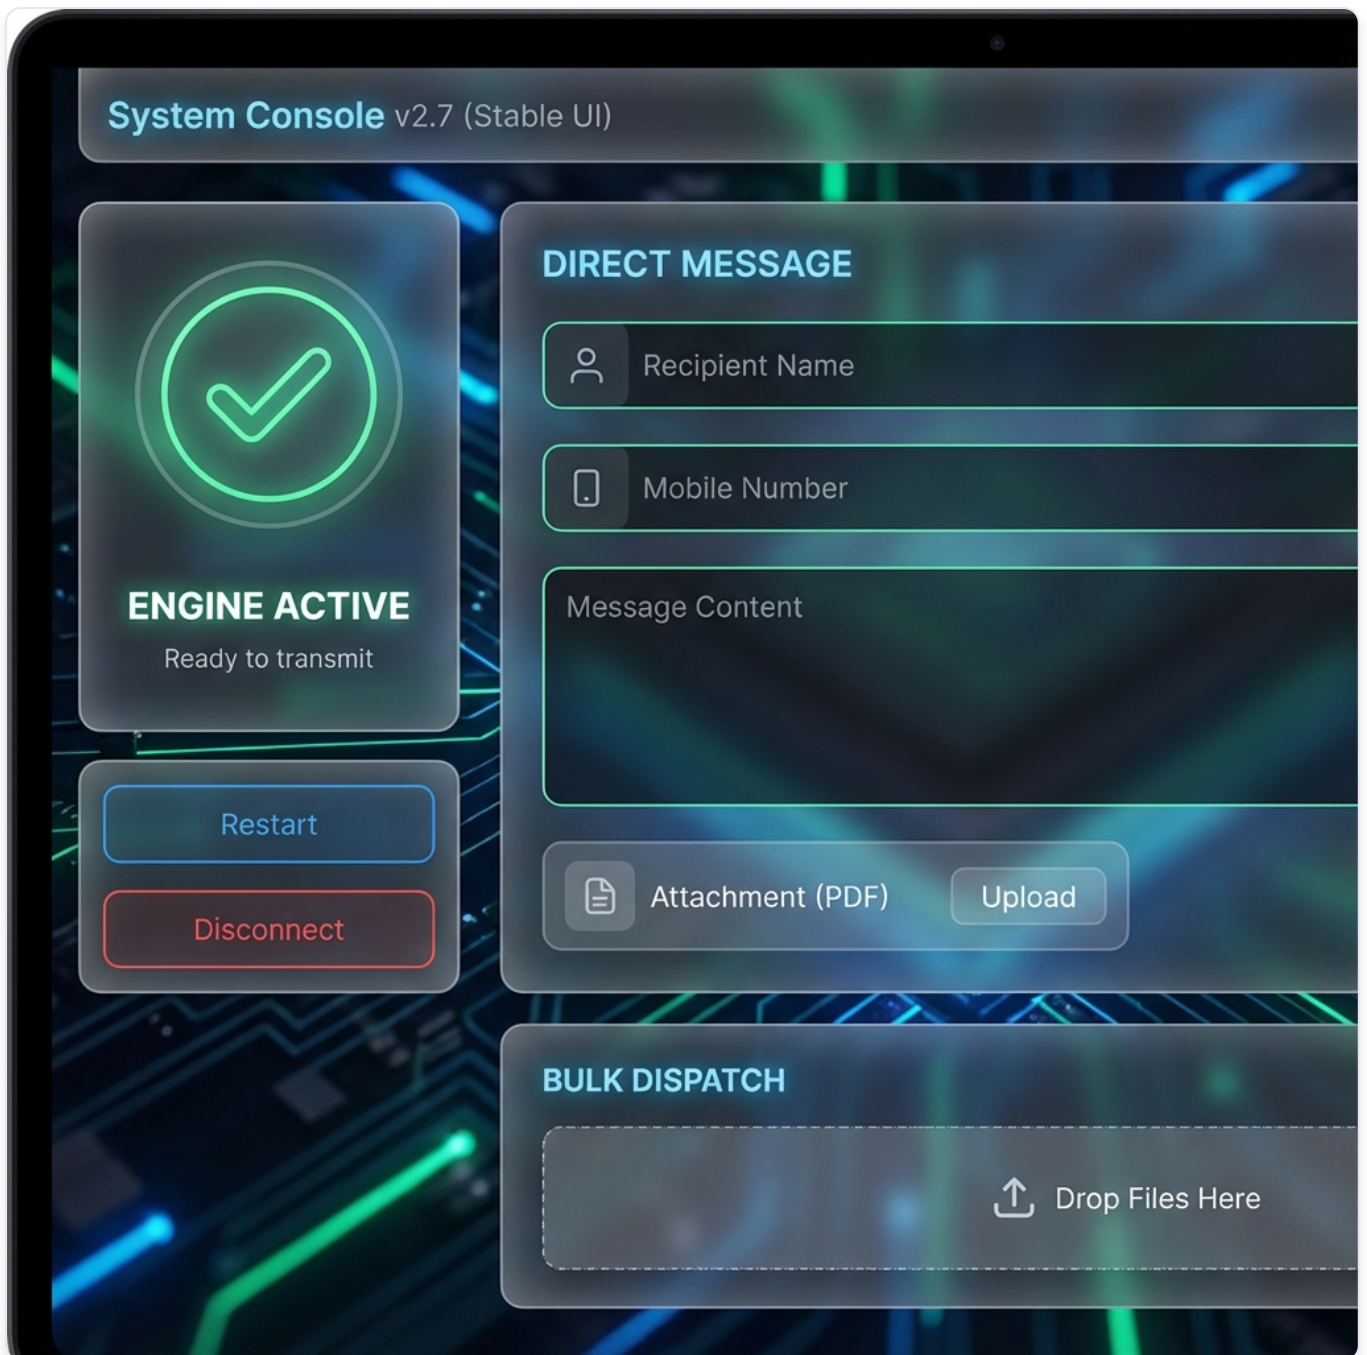 System Console v2.7 (Stable UI)
ENGINE ACTIVE
Ready to transmit
Restart
Disconnect
DIRECT MESSAGE
Recipient Name
Mobile Number
Message Content
Attachment (PDF) Upload
BULK DISPATCH
Drop Files Here